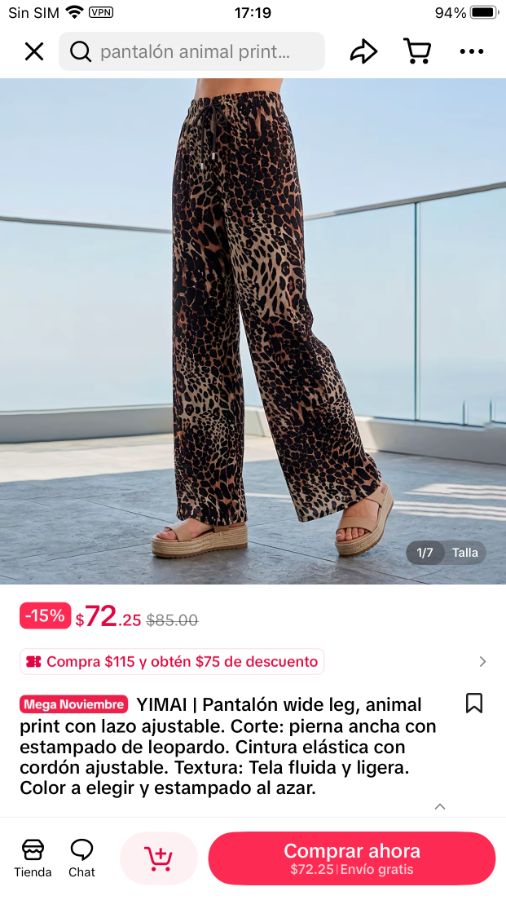 Sin SIM VPN 17:19 94%
pantalón animal print...
1/7 Talla
-15% $72.25 $85.00
Compra $115 y obtén $75 de descuento
Mega Noviembre YIMAI | Pantalón wide leg, animal
print con lazo ajustable. Corte: pierna ancha con
estampado de leopardo. Cintura elástica con
cordón ajustable. Textura: Tela fluida y ligera.
Color a elegir y estampado al azar.
Tienda Chat Comprar ahora
$72.25 | Envío gratis